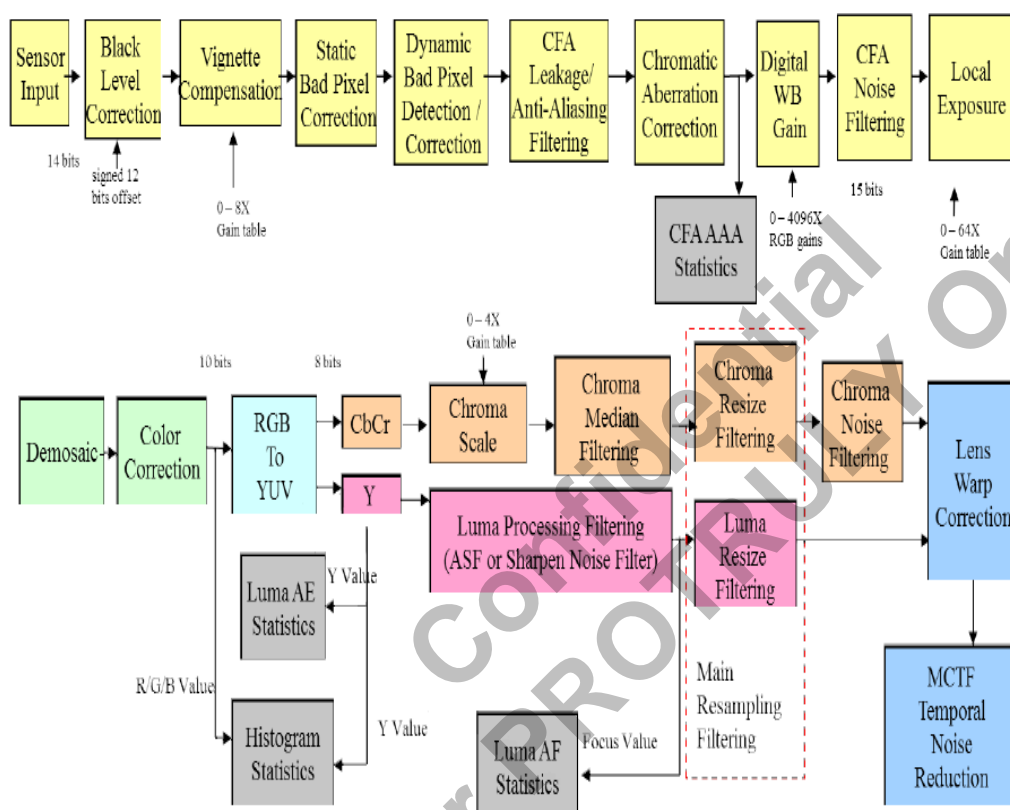 Sensor
Input
Black
Level
Correction
Vignette
Compensation
Static
Bad Pixel
Correction
Dynamic
Bad Pixel
Detection /
Correction
CFA
Leakage/
Anti-Aliasing
Filtering
Chromatic
Aberration
Correction
Digital
WB
Gain
CFA
Noise
Filtering
Local
Exposure
14 bits
signed 12
bits offset
0 – 8X
Gain table
CFA AAA
Statistics
0 – 4096X
RGB gains
15 bits
0 – 64X
Gain table
0 – 4X
Gain table
10 bits
8 bits
Demosaic
Color
Correction
RGB
To
YUV
CbCr
Chroma
Scale
Chroma
Median
Filtering
Chroma
Resize
Filtering
Chroma
Noise
Filtering
Lens
Warp
Correction
Y
Luma Processing Filtering
(ASF or Sharpen Noise Filter)
Luma
Resize
Filtering
Y Value
Luma AE
Statistics
R/G/B Value
Histogram
Statistics
Y Value
Focus Value
Luma AF
Statistics
Main
Resampling
Filtering
MCTF
Temporal
Noise
Reduction
Confidential
PROTRULY